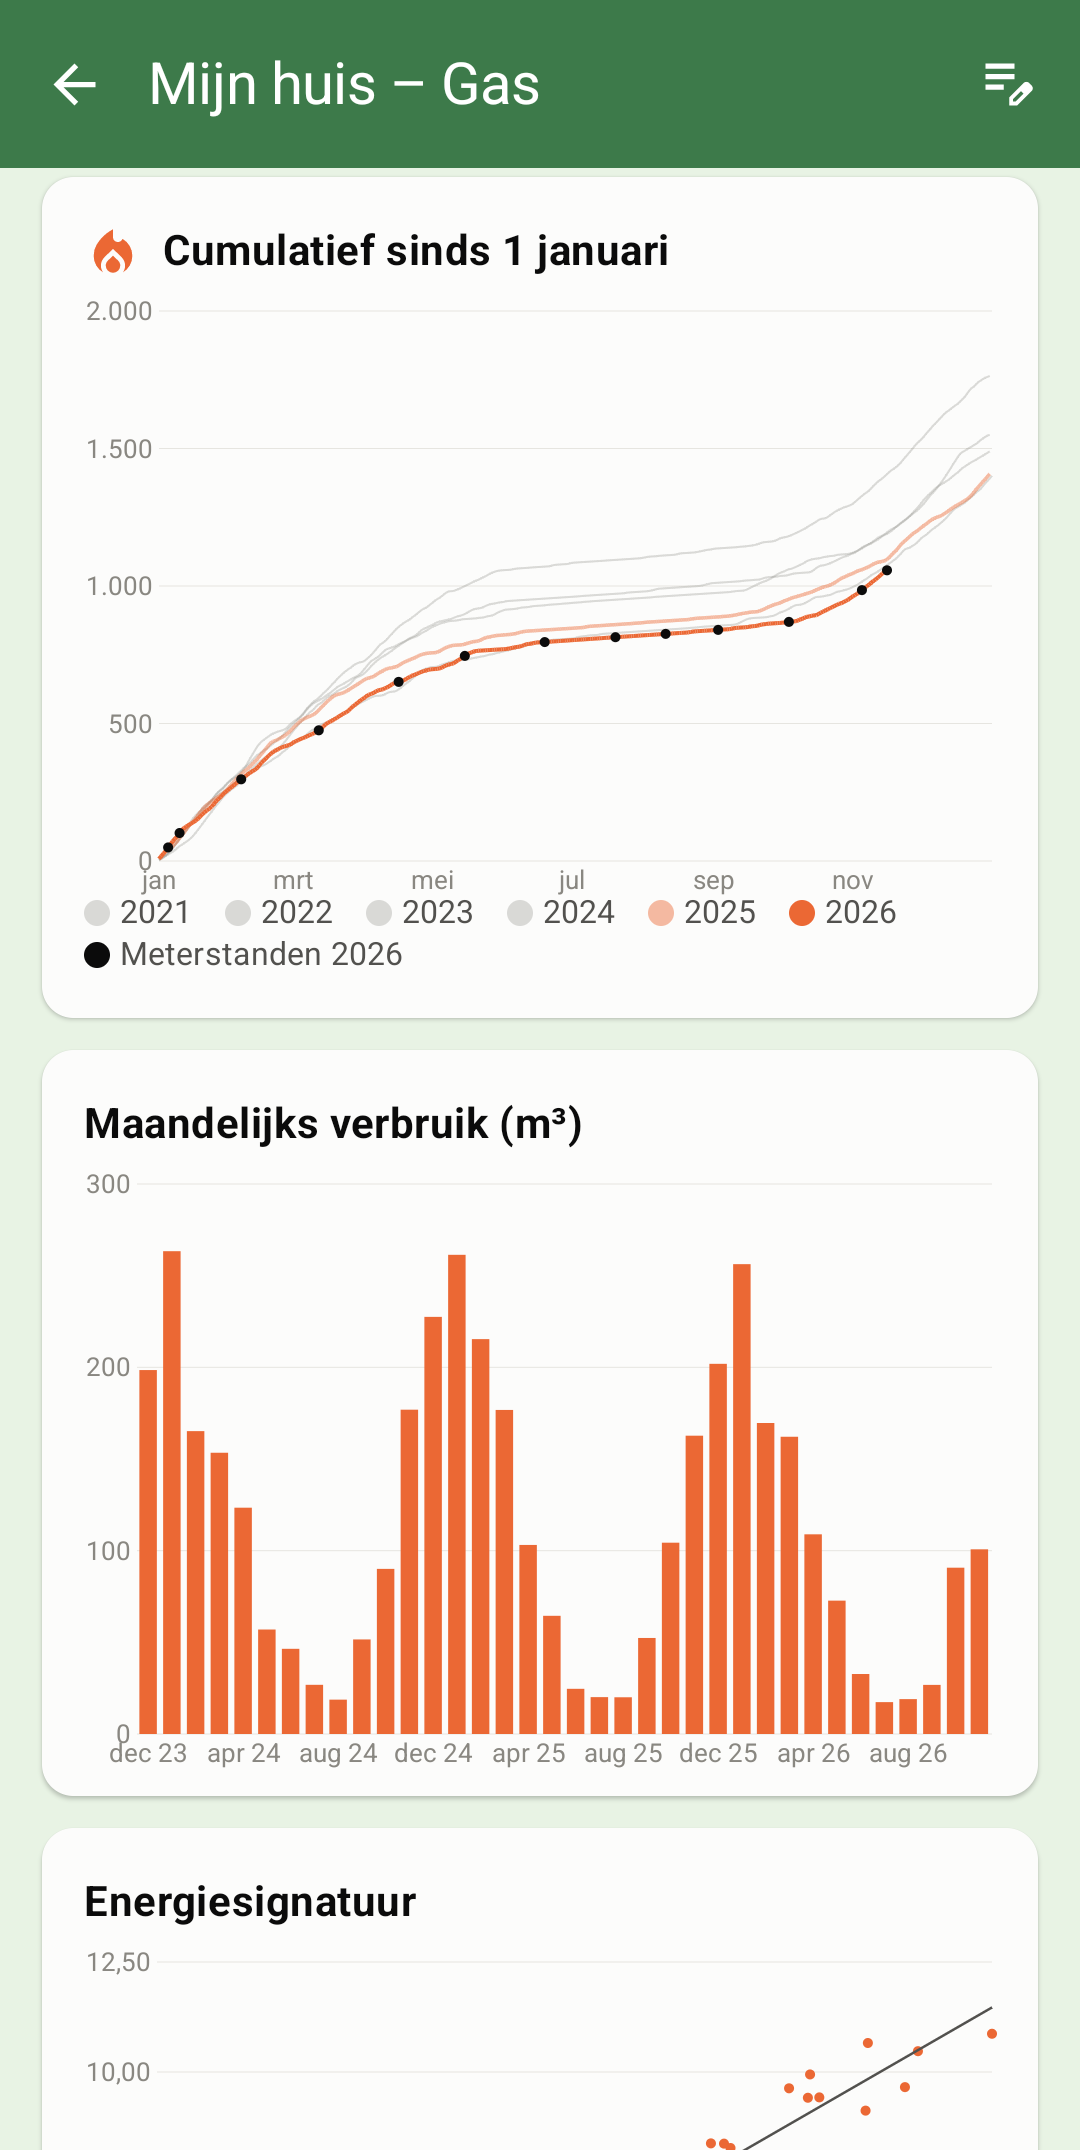 Mijn huis – Gas
Cumulatief sinds 1 januari
2.000
1.500
1.000
500
0
jan mrt mei jul sep nov
2021 2022 2023 2024 2025 2026
Meterstanden 2026
Maandelijks verbruik (m³)
300
200
100
0
dec 23 apr 24 aug 24 dec 24 apr 25 aug 25 dec 25 apr 26 aug 26
Energiesignatuur
12,50
10,00